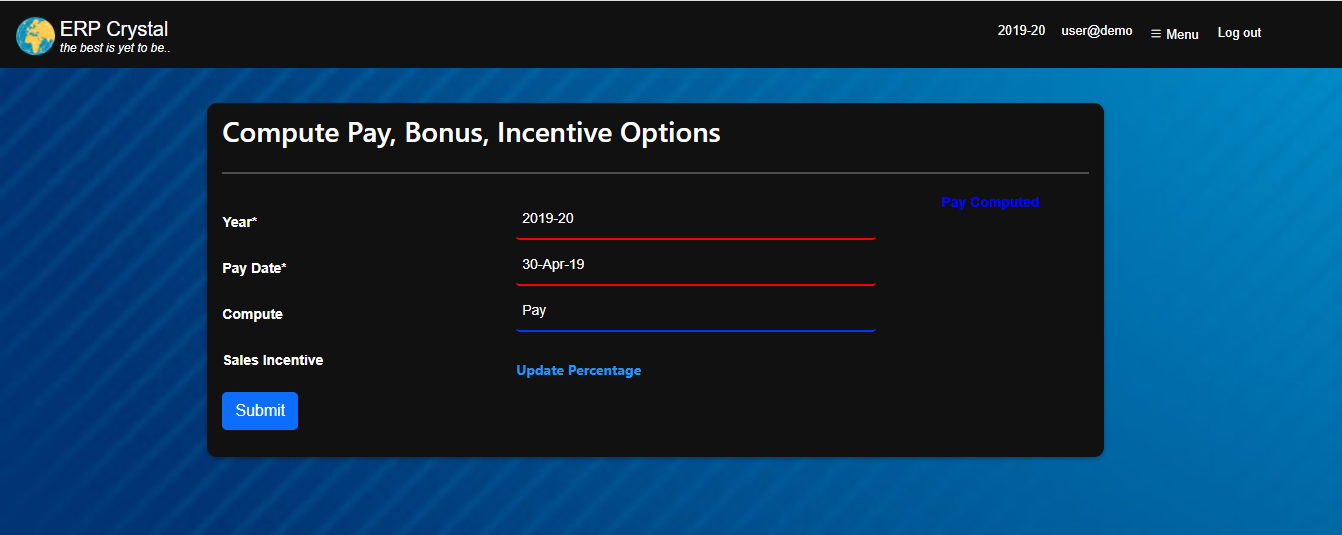 ERP Crystal
the best is yet to be..
2019-20 user@demo ☰ Menu Log out
Compute Pay, Bonus, Incentive Options
Pay Computed
Year* 2019-20
Pay Date* 30-Apr-19
Compute Pay
Sales Incentive Update Percentage
Submit